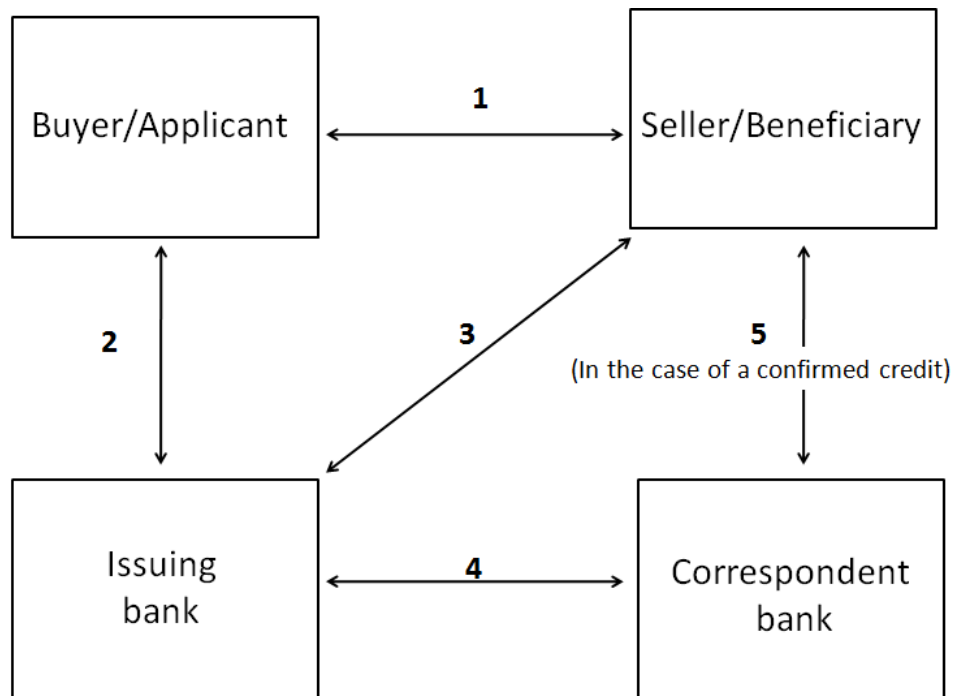 1
Buyer/Applicant
Seller/Beneficiary
2
3
5
(In the case of a confirmed credit)
Issuing
bank
4
Correspondent
bank